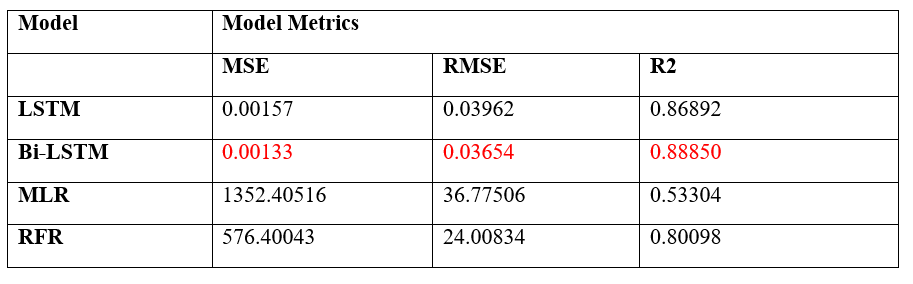 Model Model Metrics
MSE RMSE R2
LSTM 0.00157 0.03962 0.86892
Bi-LSTM 0.00133 0.03654 0.88850
MLR 1352.40516 36.77506 0.53304
RFR 576.40043 24.00834 0.80098